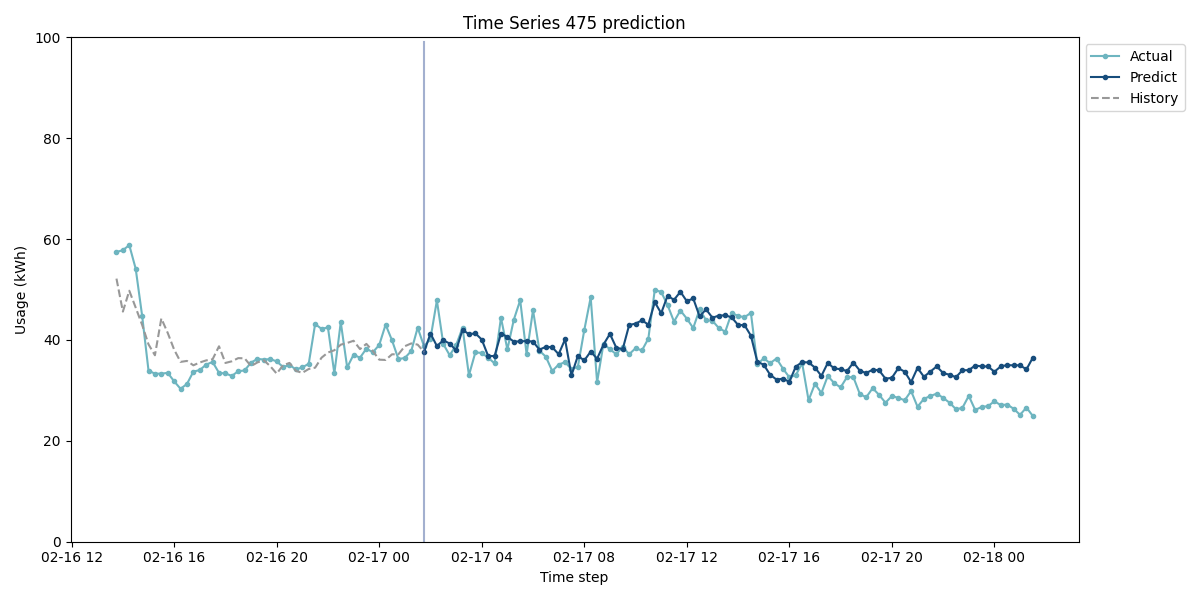 Time Series 475 prediction
Actual
Predict
History
Usage (kWh)
100
80
60
40
20
0
02-16 12
02-16 16
02-16 20
02-17 00
02-17 04
02-17 08
02-17 12
02-17 16
02-17 20
02-18 00
Time step